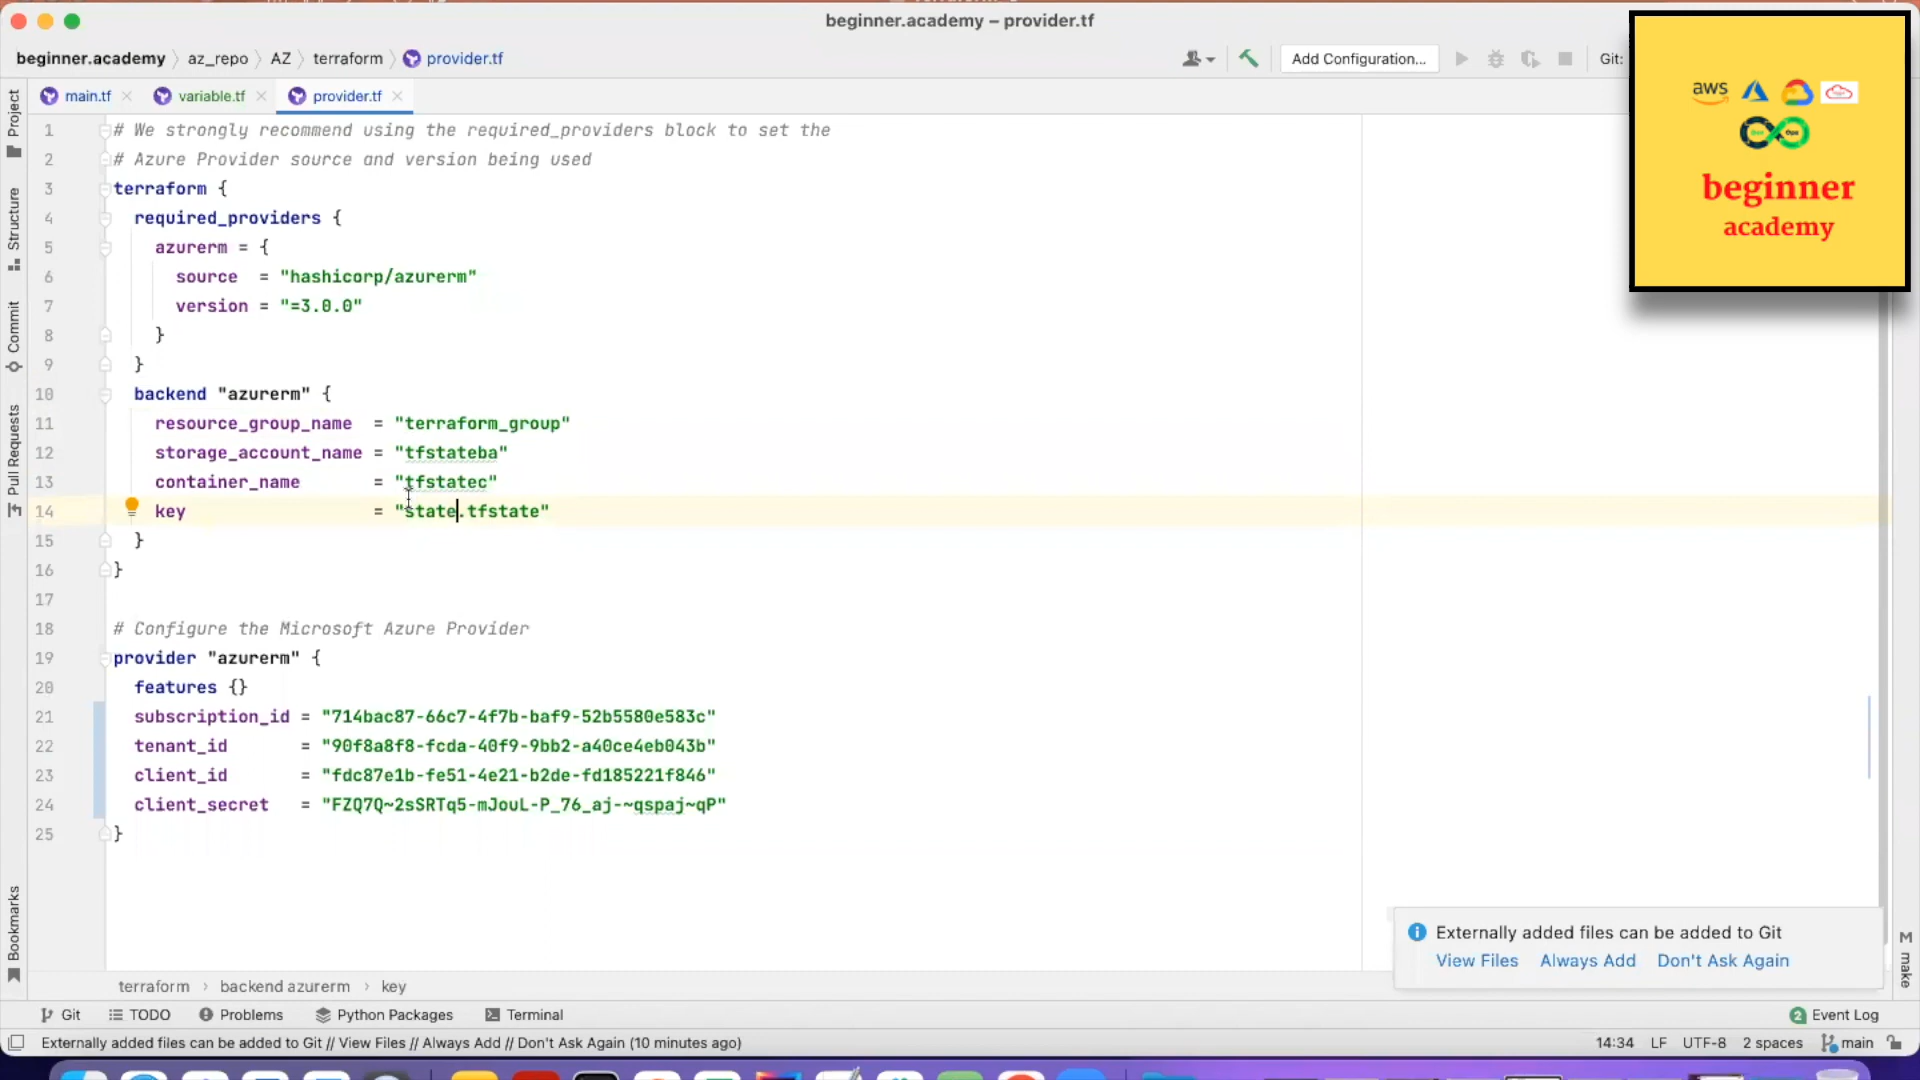 beginner.academy – provider.tf
beginner.academy az_repo AZ terraform provider.tf
Add Configuration... Git:
main.tf variable.tf provider.tf
aws
beginner
academy
Project
Structure
Commit
Pull Requests
Bookmarks
1 # We strongly recommend using the required_providers block to set the
2 # Azure Provider source and version being used
3 terraform {
4 required_providers {
5 azurerm = {
6 source = "hashicorp/azurerm"
7 version = "=3.0.0"
8 }
9 }
10 backend "azurerm" {
11 resource_group_name = "terraform_group"
12 storage_account_name = "tfstateba"
13 container_name = "tfstatec"
14 key = "state.tfstate"
15 }
16 }
17
18 # Configure the Microsoft Azure Provider
19 provider "azurerm" {
20 features {}
21 subscription_id = "714bac87-66c7-4f7b-baf9-52b5580e583c"
22 tenant_id = "90f8a8f8-fcda-40f9-9bb2-a40ce4eb043b"
23 client_id = "fdc87e1b-fe51-4e21-b2de-fd185221f846"
24 client_secret = "FZQ7Q~2sSRTq5-mJouL-P_76_aj-~qspaj~qP"
25 }
Externally added files can be added to Git
View Files Always Add Don't Ask Again
M make
terraform › backend azurerm › key
Git TODO Problems Python Packages Terminal 2 Event Log
Externally added files can be added to Git // View Files // Always Add // Don't Ask Again (10 minutes ago) 14:34 LF UTF-8 2 spaces main